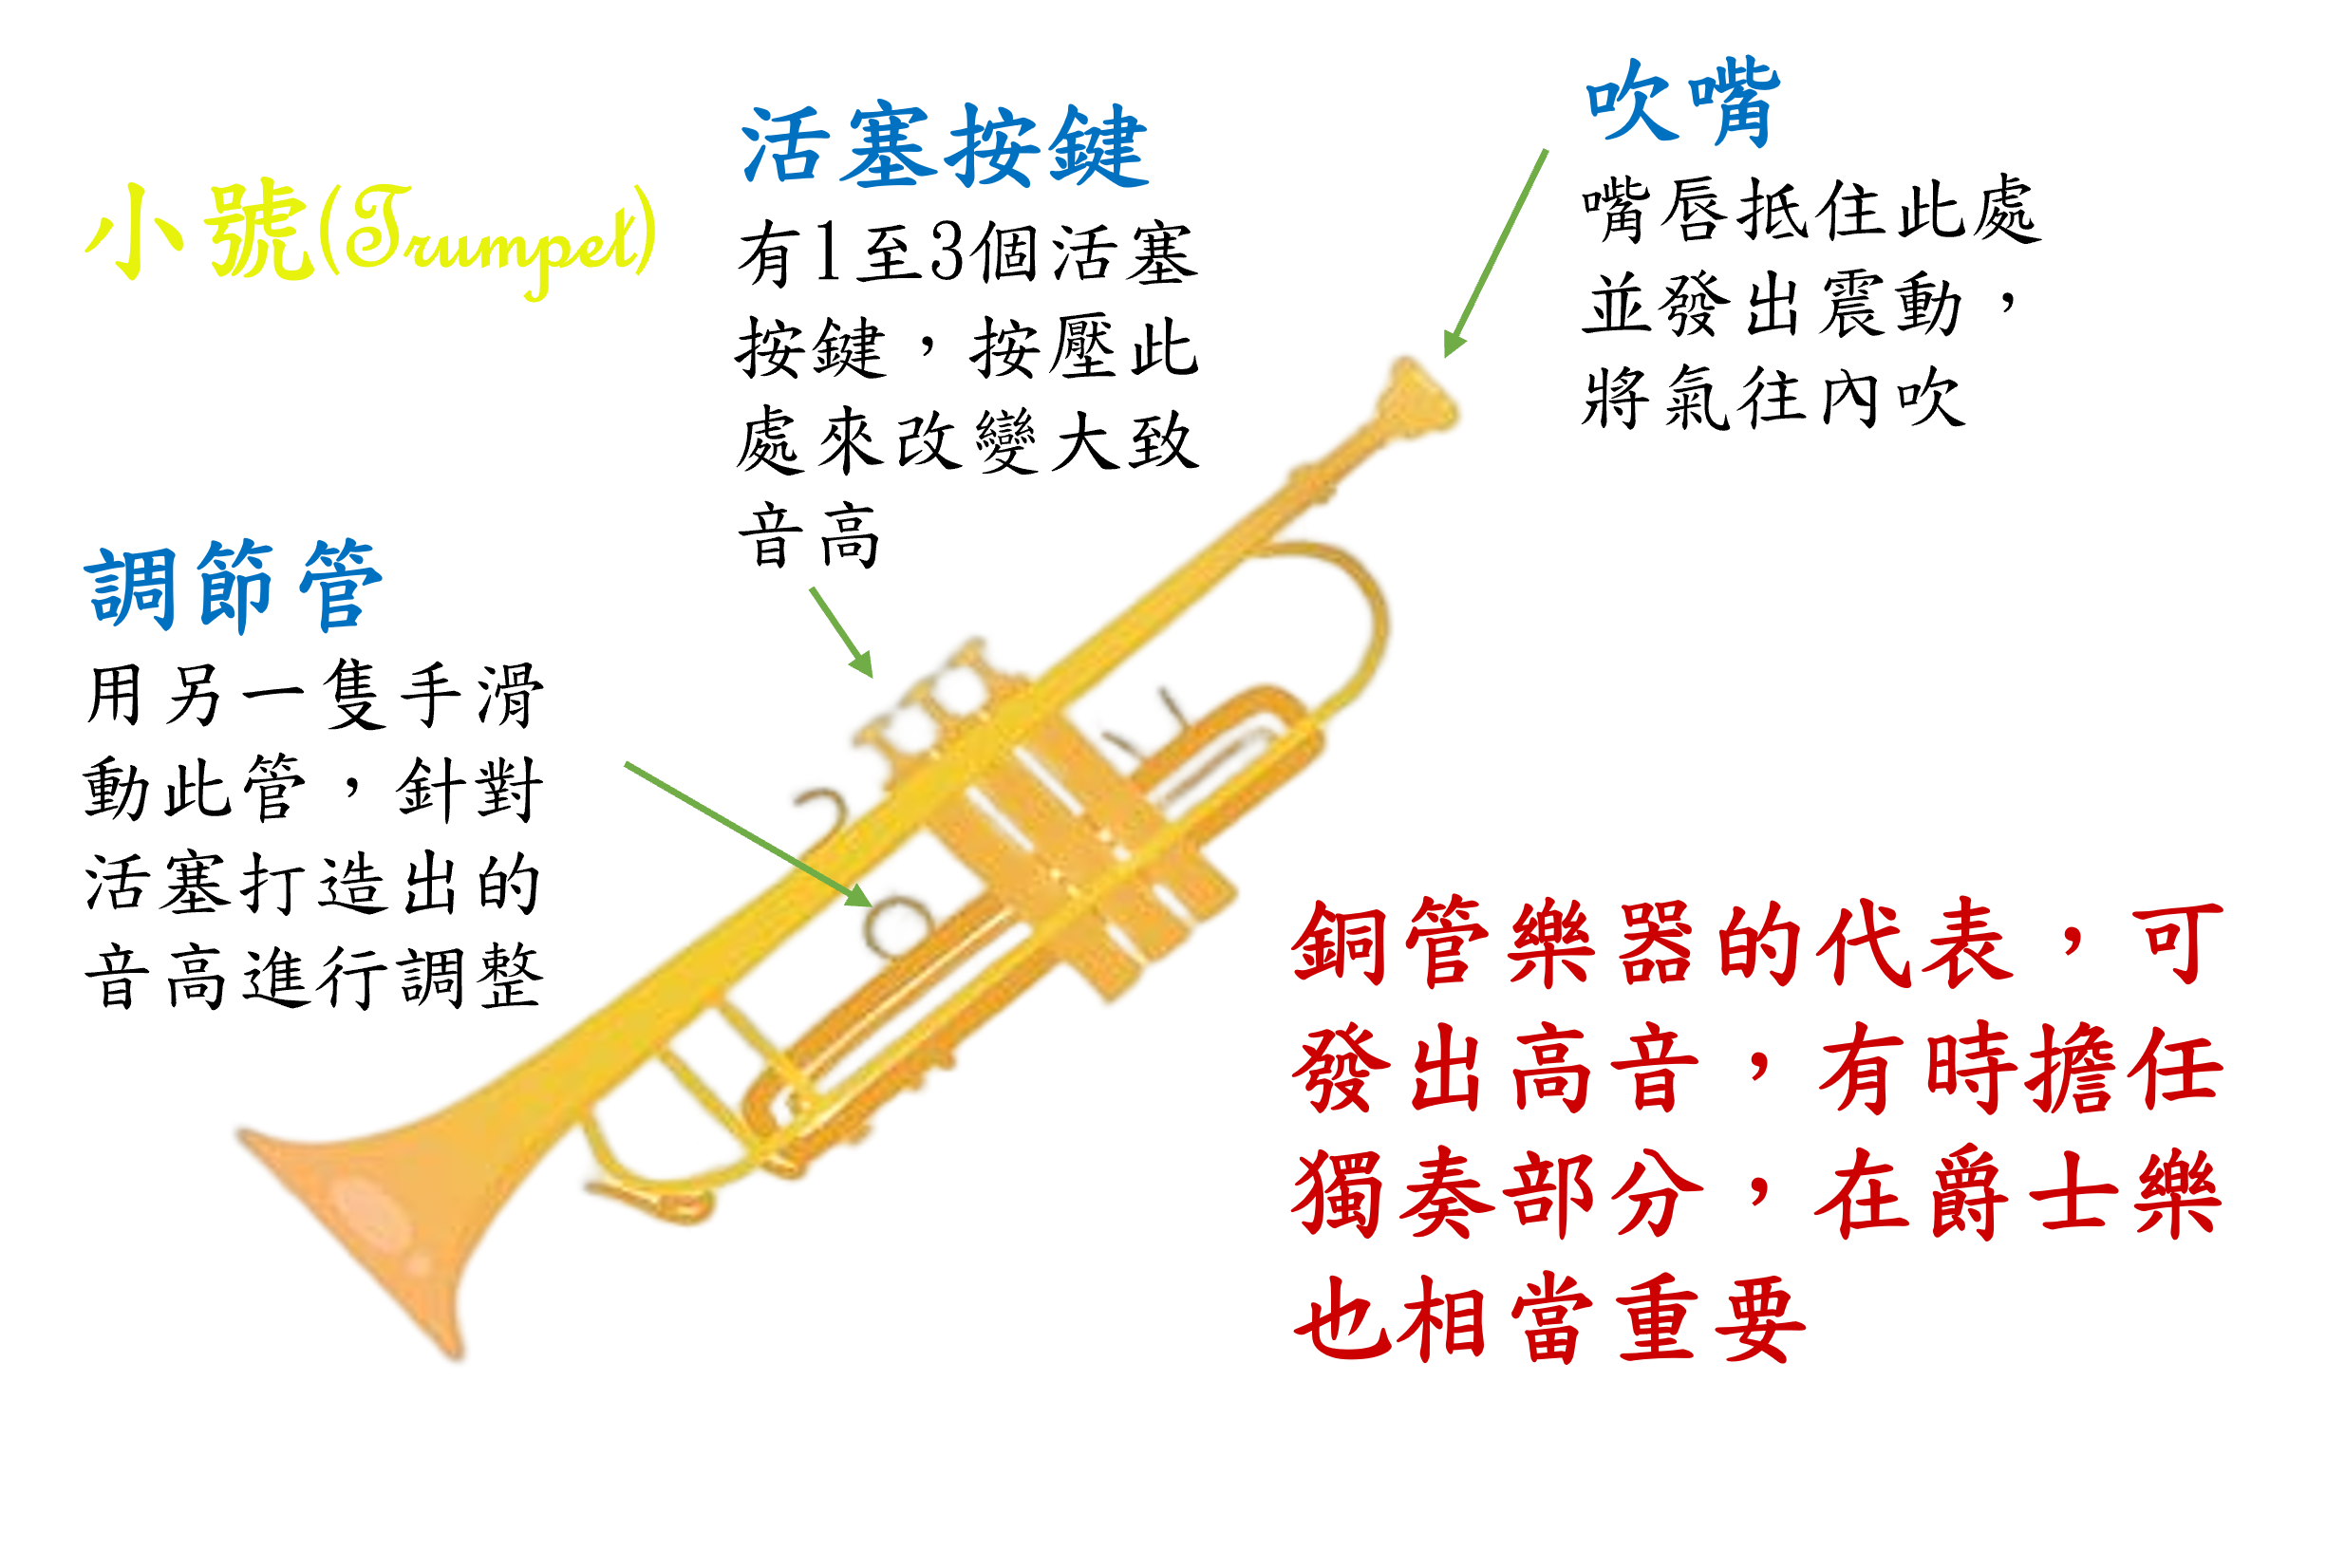 小號(Trumpet)
活塞按鍵
有1至3個活塞
按鍵，按壓此
處來改變大致
音高
吹嘴
嘴唇抵住此處
並發出震動，
將氣往內吹
調節管
用另一隻手滑
動此管，針對
活塞打造出的
音高進行調整
銅管樂器的代表，可
發出高音，有時擔任
獨奏部分，在爵士樂
也相當重要